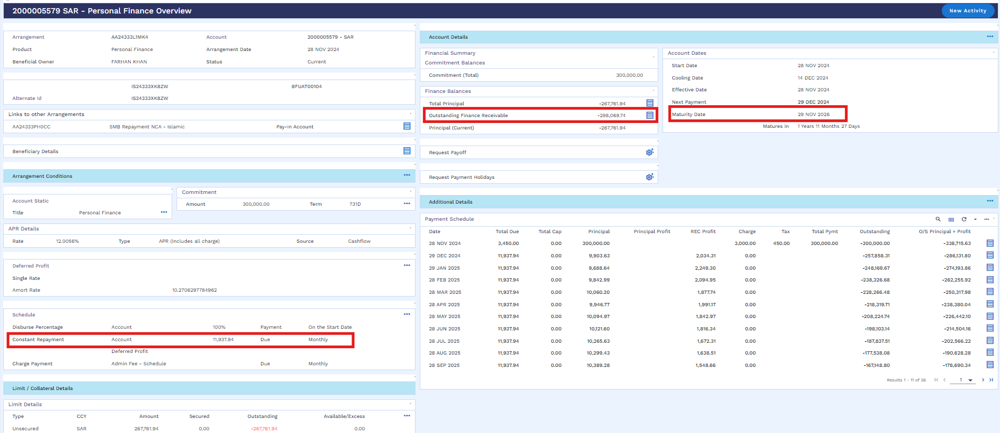 2000005579 SAR - Personal Finance Overview
New Activity
Arrangement AA24333L1MK4 Account 2000005579 - SAR
Product Personal Finance Arrangement Date 28 NOV 2024
Beneficial Owner FARHAN KHAN Status Current
IS24333XK8ZW BFUAT00104
Alternate Id IS24333XK8ZW
Links to other Arrangements
AA24333PH0CC SMB Repayment NCA - Islamic Pay-In Account
Beneficiary Details
Arrangement Conditions
Account Static
Title Personal Finance
Commitment
Amount 300,000.00 Term 731D
APR Details
Rate 12.0056% Type APR (Includes all charge) Source Cashflow
Deferred Profit
Single Rate
Amort Rate 10.2706297784962
Schedule
Disburse Percentage Account 100% Payment On the Start Date
Constant Repayment Account 11,937.94 Due Monthly
Deferred Profit
Charge Payment Admin Fee - Schedule Due Monthly
Limit / Collateral Details
Limit Details
Type CCY Amount Secured Outstanding Available/Excess
Unsecured SAR 267,761.94 0.00 -267,761.94 0.00
Account Details
Financial Summary
Commitment Balances
Commitment (Total) 300,000.00
Finance Balances
Total Principal -267,761.94
Outstanding Finance Receivable -298,069.74
Principal (Current) -267,761.94
Request Payoff
Request Payment Holidays
Account Dates
Start Date 28 NOV 2024
Cooling Date 14 DEC 2024
Effective Date 28 NOV 2024
Next Payment 29 DEC 2024
Maturity Date 29 NOV 2026
Matures in 1 Years 11 Months 27 Days
Additional Details
Payment Schedule
Date Total Due Total Cap Principal Principal Profit REC Profit Charge Tax Total Pymt Outstanding O/S Principal + Profit
28 NOV 2024 3,450.00 0.00 300,000.00 3,000.00 450.00 300,000.00 -300,000.00 -338,715.63
29 DEC 2024 11,937.94 0.00 9,903.63 2,034.31 0.00 -257,858.31 -286,131.80
29 JAN 2025 11,937.94 0.00 9,688.64 2,249.30 0.00 -248,169.67 -274,193.86
28 FEB 2025 11,937.94 0.00 9,842.99 2,094.95 0.00 -238,326.68 -262,255.92
28 MAR 2025 11,937.94 0.00 10,060.20 1,877.74 0.00 -228,266.48 -250,317.98
28 APR 2025 11,937.94 0.00 9,946.77 1,991.17 0.00 -218,319.71 -238,380.04
28 MAY 2025 11,937.94 0.00 10,094.97 1,842.97 0.00 -208,224.74 -226,442.10
28 JUN 2025 11,937.94 0.00 10,121.60 1,816.34 0.00 -198,103.14 -214,504.16
28 JUL 2025 11,937.94 0.00 10,265.63 1,672.31 0.00 -187,837.51 -202,566.22
28 AUG 2025 11,937.94 0.00 10,299.43 1,638.51 0.00 -177,538.08 -190,628.28
28 SEP 2025 11,937.94 0.00 10,389.28 1,548.66 0.00 -167,148.80 -178,690.34
Results 1 - 11 of 26 1